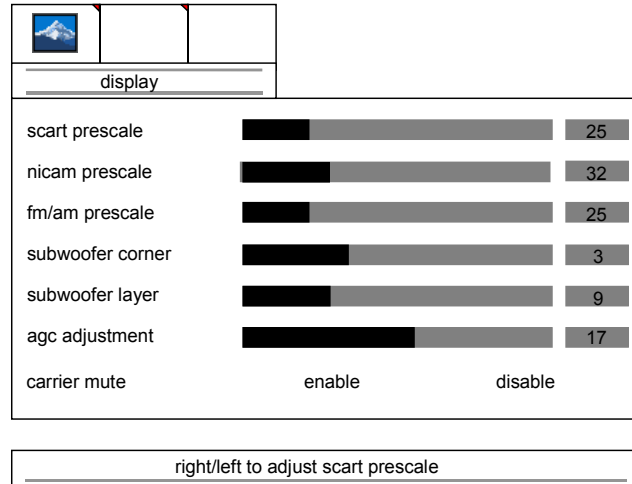 display
scart prescale 25
nicam prescale 32
fm/am prescale 25
subwoofer corner 3
subwoofer layer 9
agc adjustment 17
carrier mute enable disable
right/left to adjust scart prescale